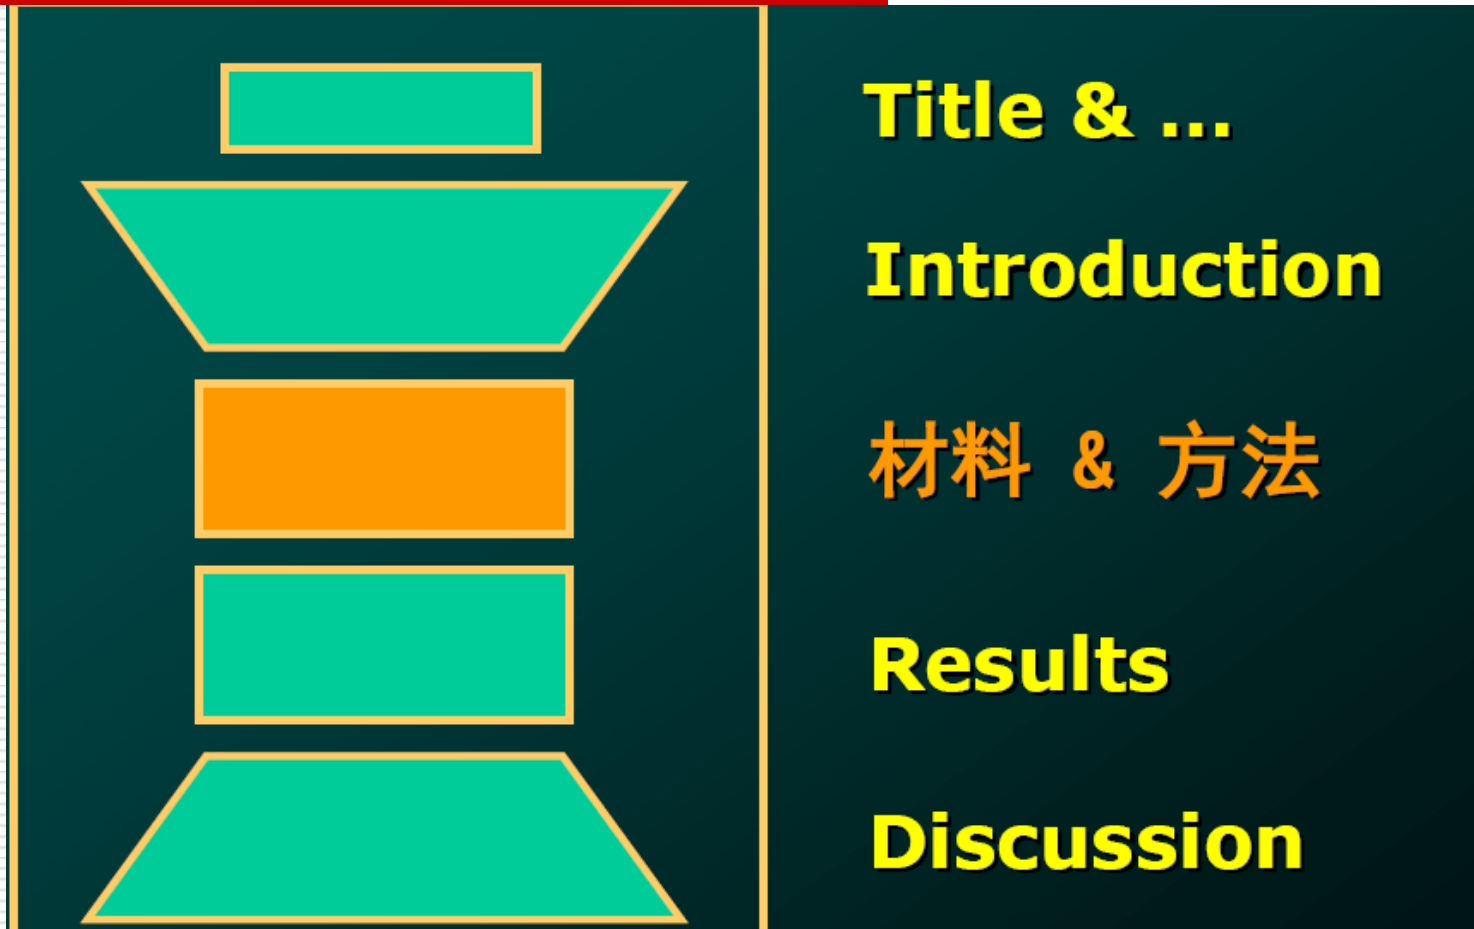 Title & ...
Introduction
材料 & 方法
Results
Discussion